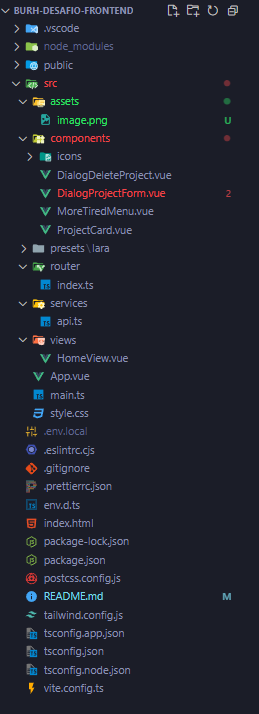 BURH-DESAFIO-FRONTEND
.vscode
node_modules
public
src
assets
image.png U
components
icons
DialogDeleteProject.vue
DialogProjectForm.vue 2
MoreTiredMenu.vue
ProjectCard.vue
presets\lara
router
index.ts
services
api.ts
views
HomeView.vue
App.vue
main.ts
style.css
.env.local
.eslintrc.cjs
.gitignore
.prettierrc.json
env.d.ts
index.html
package-lock.json
package.json
postcss.config.js
README.md M
tailwind.config.js
tsconfig.app.json
tsconfig.json
tsconfig.node.json
vite.config.ts